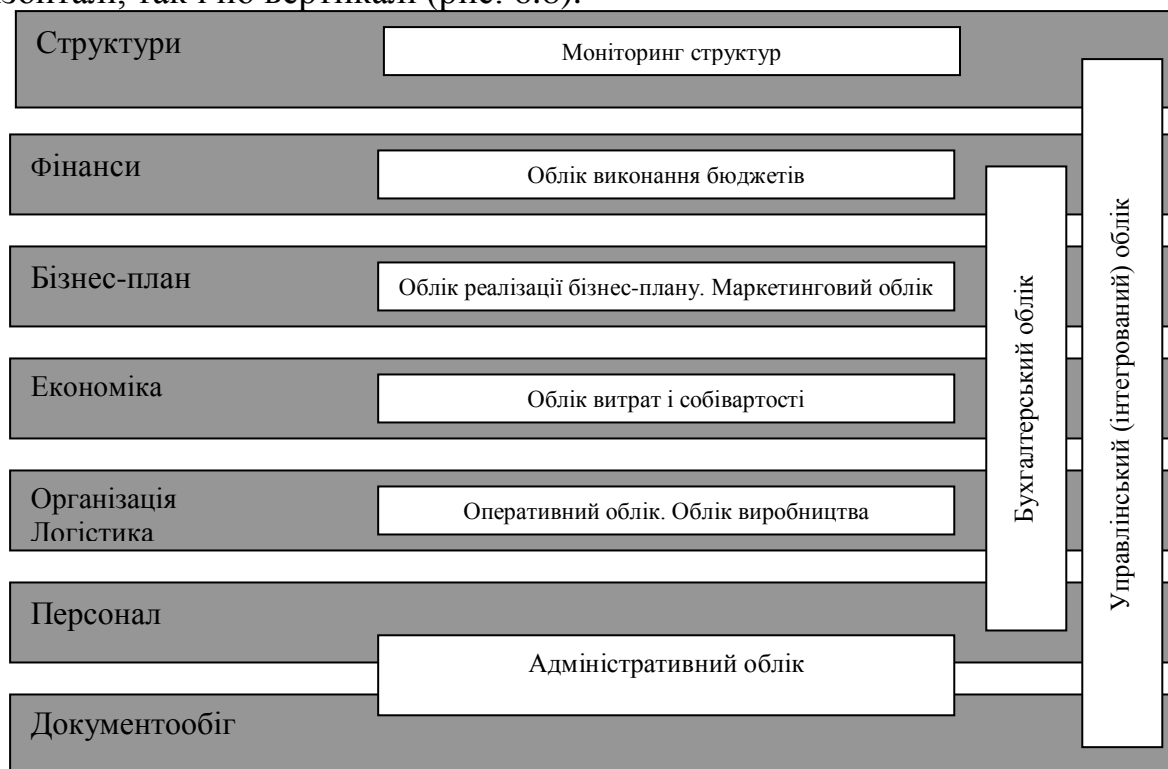 так і по вертикалі (рис. 6.8).
Структури
Моніторинг структур
Фінанси
Облік виконання бюджетів
Бізнес-план
Облік реалізації бізнес-плану. Маркетинговий облік
Економіка
Облік витрат і собівартості
Організація
Логістика
Оперативний облік. Облік виробництва
Персонал
Адміністративний облік
Документообіг
Бухгалтерський облік
Управлінський (інтегрований) облік